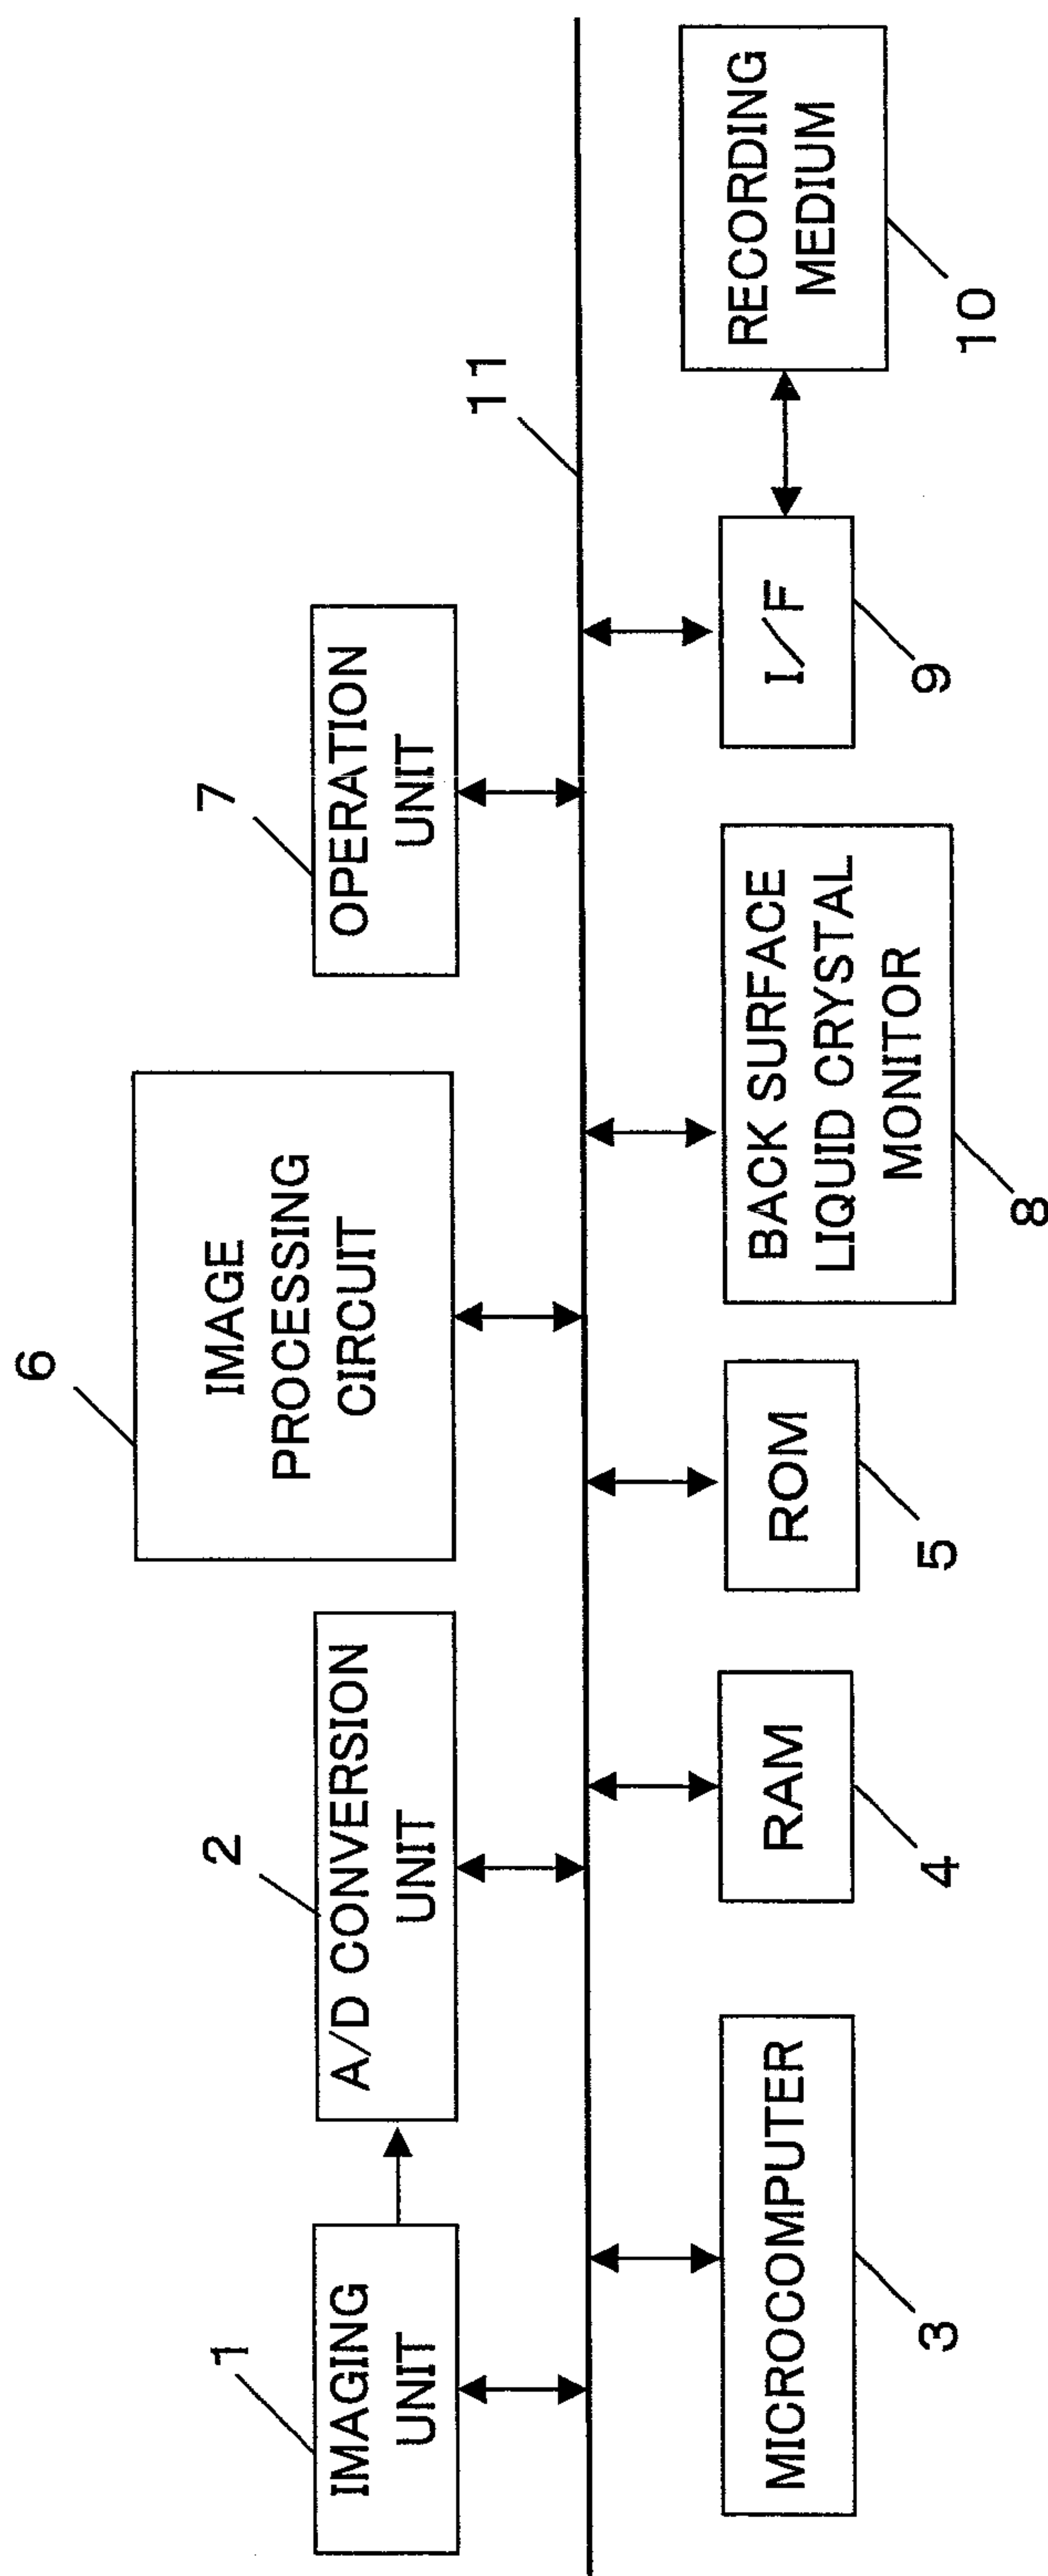 6
IMAGE
PROCESSING
CIRCUIT
1
IMAGING
UNIT
2
A/D CONVERSION
UNIT
7
OPERATION
UNIT
11
MICROCOMPUTER
3
RAM
4
ROM
5
BACK SURFACE
LIQUID CRYSTAL
MONITOR
8
I/F
9
RECORDING
MEDIUM
10